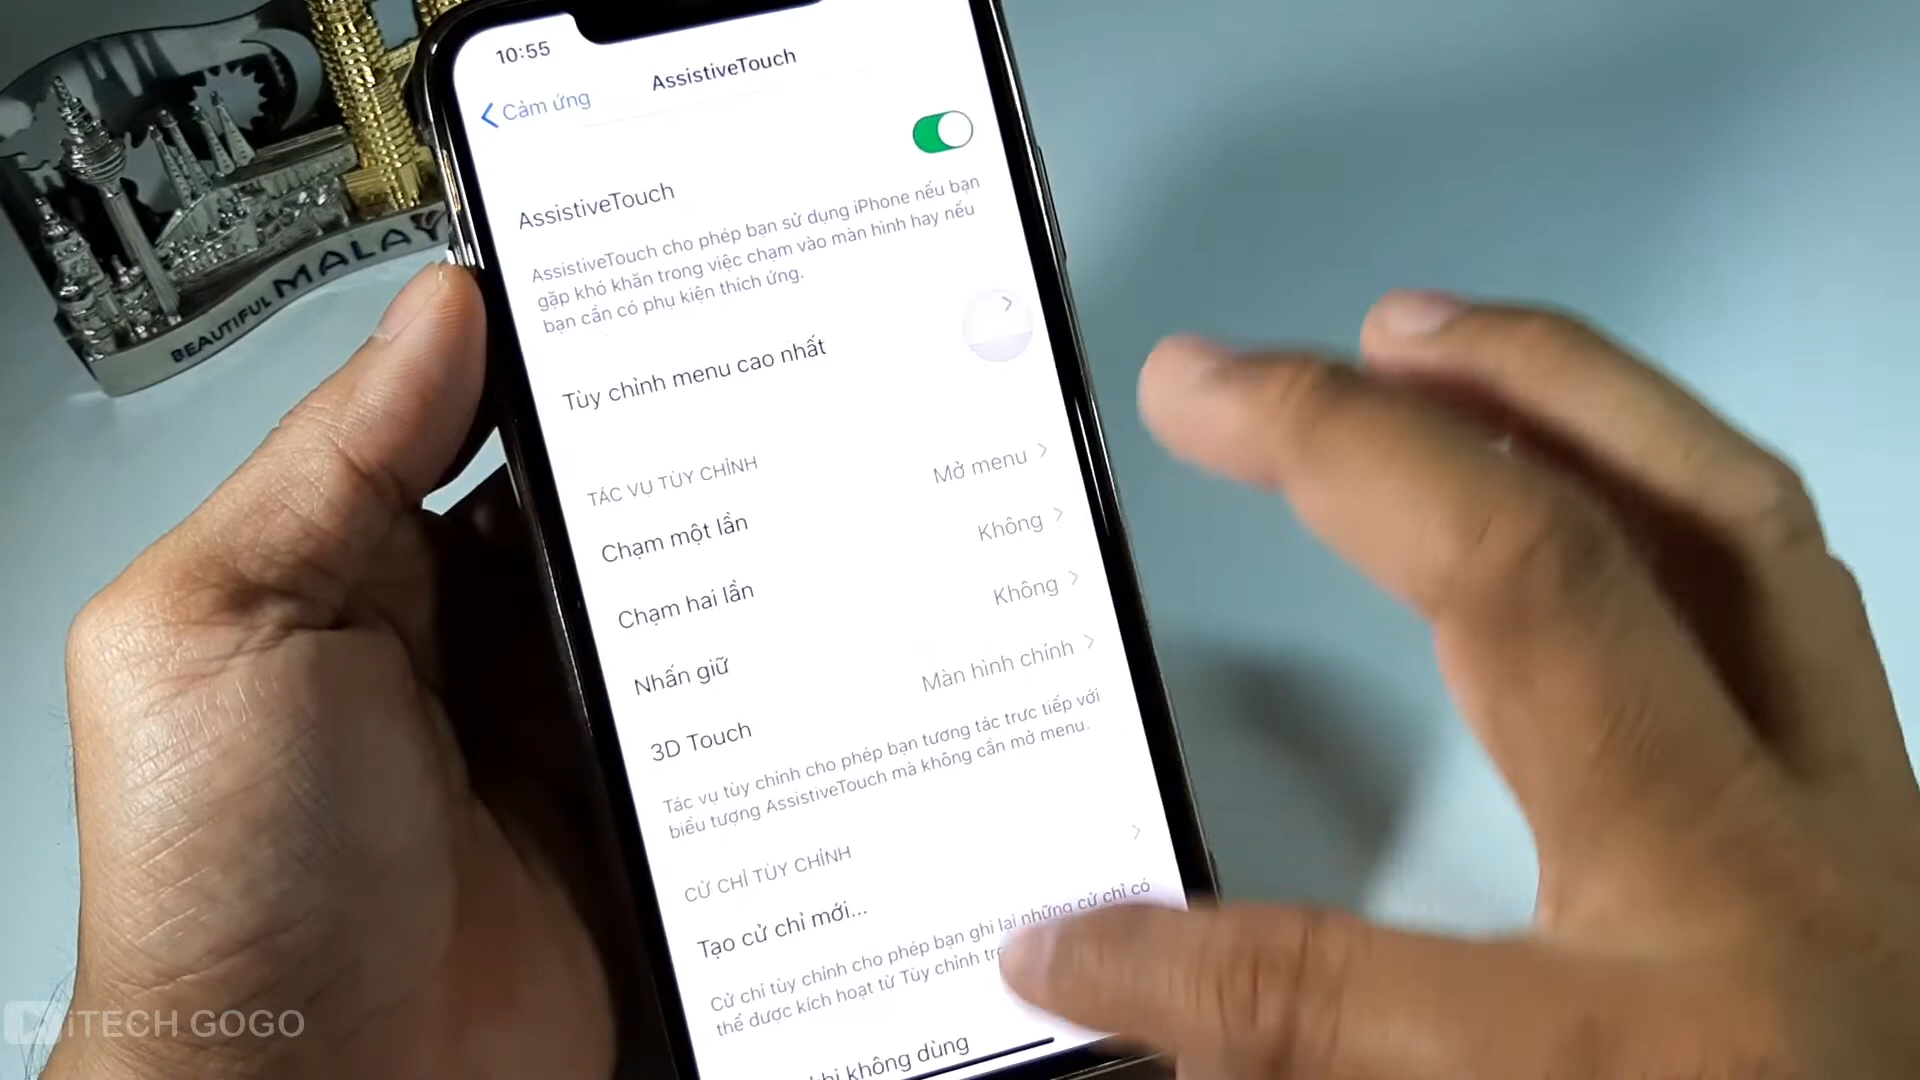 10:55
AssistiveTouch
Cảm ứng
AssistiveTouch
AssistiveTouch cho phép bạn sử dụng iPhone nếu bạn
gặp khó khăn trong việc chạm vào màn hình hay nếu
bạn cần có phụ kiện thích ứng.
Tùy chỉnh menu cao nhất
TÁC VỤ TÙY CHỈNH
Chạm một lần Mở menu
Chạm hai lần Không
Nhấn giữ Không
3D Touch Màn hình chính
Tác vụ tùy chỉnh cho phép bạn tương tác trực tiếp với
biểu tượng AssistiveTouch mà không cần mở menu.
CỬ CHỈ TÙY CHỈNH
Tạo cử chỉ mới...
Cử chỉ tùy chỉnh cho phép bạn ghi lại những cử chỉ có
thể được kích hoạt từ Tùy chỉnh
khi không dùng
BEAUTIFUL MALAY
iTECH GOGO